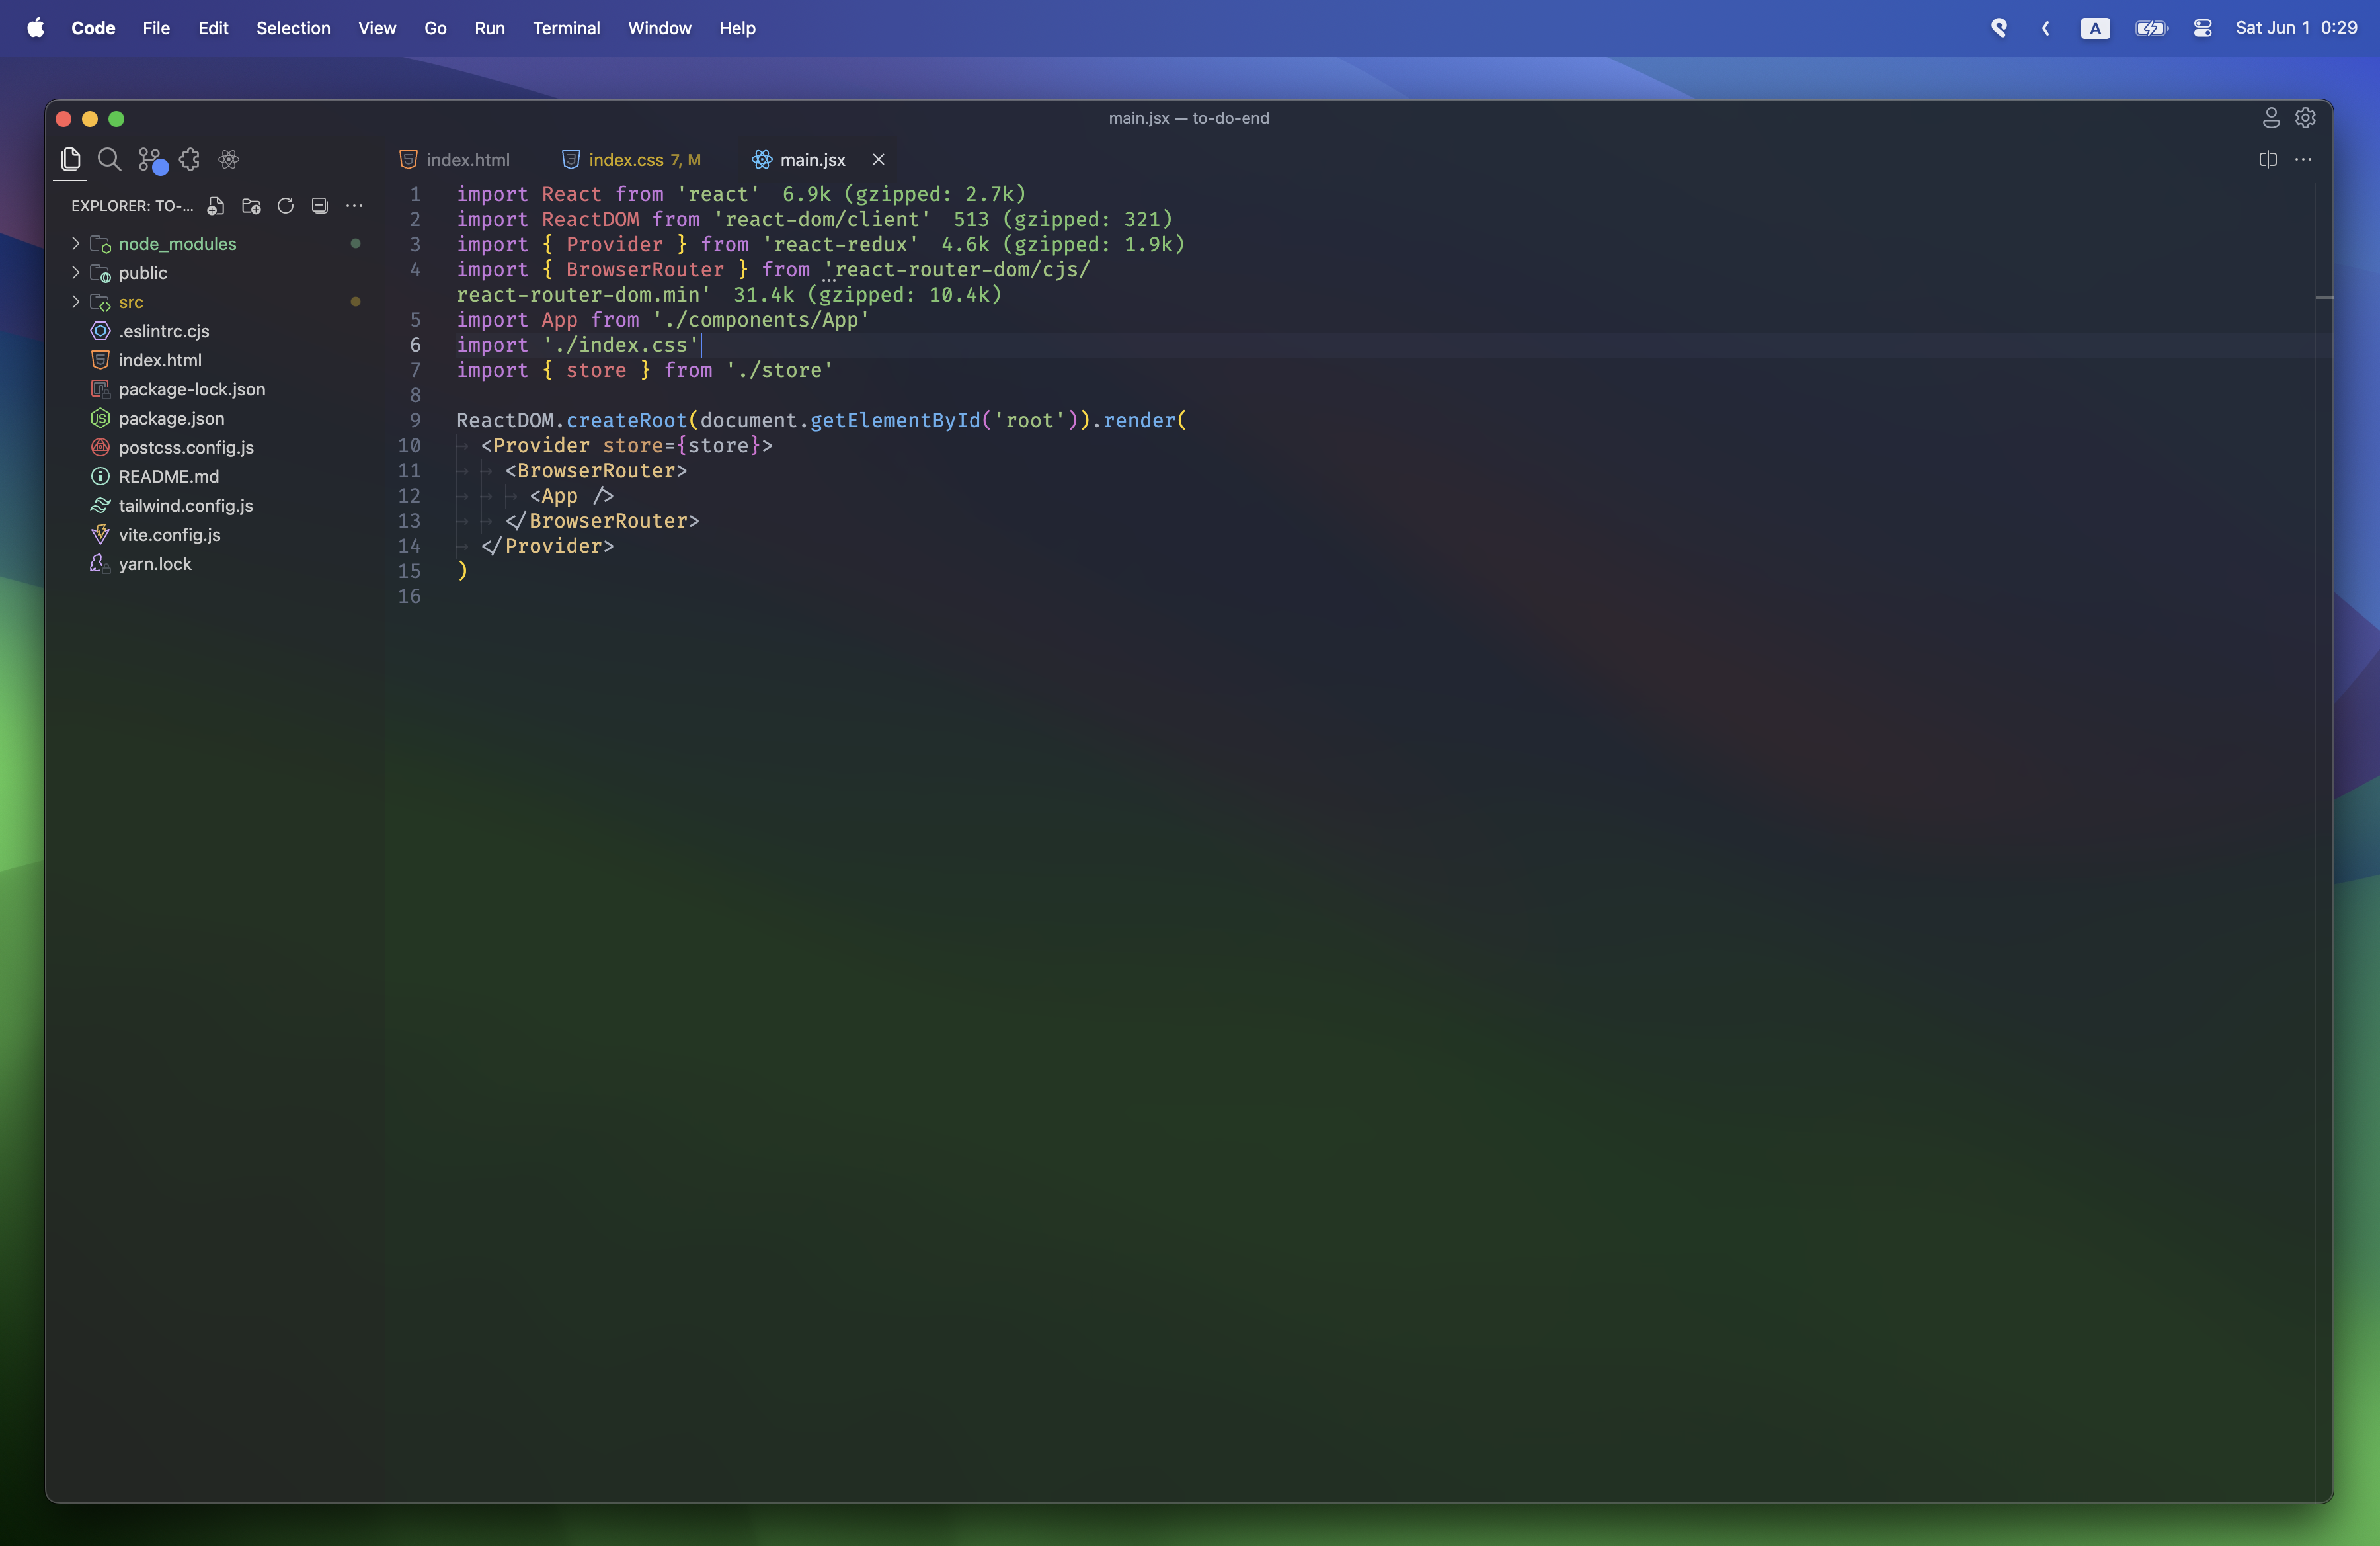 Code File Edit Selection View Go Run Terminal Window Help A Sat Jun 1 0:29
main.jsx — to-do-end
index.html index.css 7, M main.jsx
EXPLORER: TO-...
node_modules
public
src
.eslintrc.cjs
index.html
package-lock.json
package.json
postcss.config.js
README.md
tailwind.config.js
vite.config.js
yarn.lock
1 import React from 'react' 6.9k (gzipped: 2.7k)
2 import ReactDOM from 'react-dom/client' 513 (gzipped: 321)
3 import { Provider } from 'react-redux' 4.6k (gzipped: 1.9k)
4 import { BrowserRouter } from 'react-router-dom/cjs/
react-router-dom.min' 31.4k (gzipped: 10.4k)
5 import App from './components/App'
6 import './index.css'
7 import { store } from './store'
8
9 ReactDOM.createRoot(document.getElementById('root')).render(
10 <Provider store={store}>
11 <BrowserRouter>
12 <App />
13 </BrowserRouter>
14 </Provider>
15 )
16